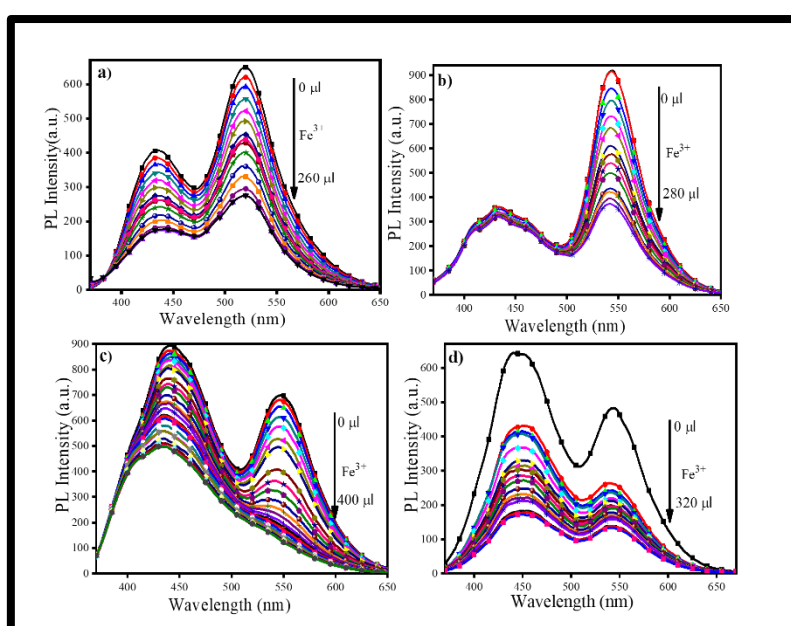 a)
PL Intensity(a.u.)
600
500
400
300
200
100
0
0 µl
Fe³⁺
260 µl
400 450 500 550 600 650
Wavelength (nm)
b)
PL Intensity (a.u.)
900
800
700
600
500
400
300
200
100
0
0 µl
Fe³⁺
280 µl
400 450 500 550 600 650
Wavelength (nm)
c)
PL Intensity (a.u.)
900
800
700
600
500
400
300
200
100
0
0 µl
Fe³⁺
400 µl
400 450 500 550 600 650
Wavelength (nm)
d)
PL Intensity (a.u.)
600
500
400
300
200
100
0
0 µl
Fe³⁺
320 µl
400 450 500 550 600 650
Wavelength (nm)